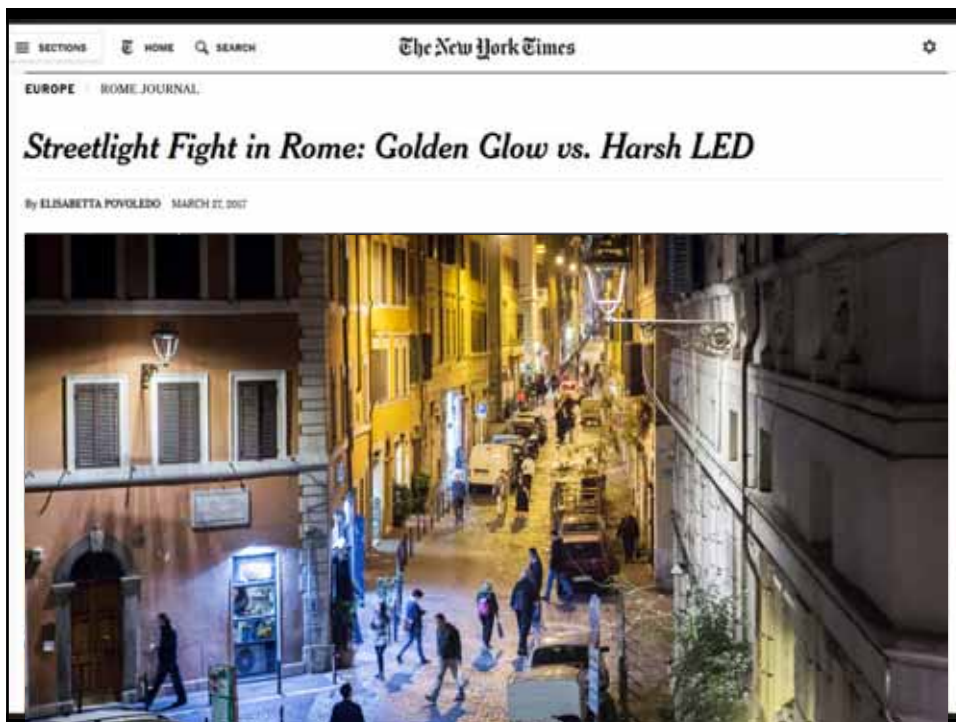 SECTIONS HOME SEARCH The New York Times
EUROPE ROME JOURNAL
Streetlight Fight in Rome: Golden Glow vs. Harsh LED
By ELISABETTA POVOLEDO MARCH 27, 2017